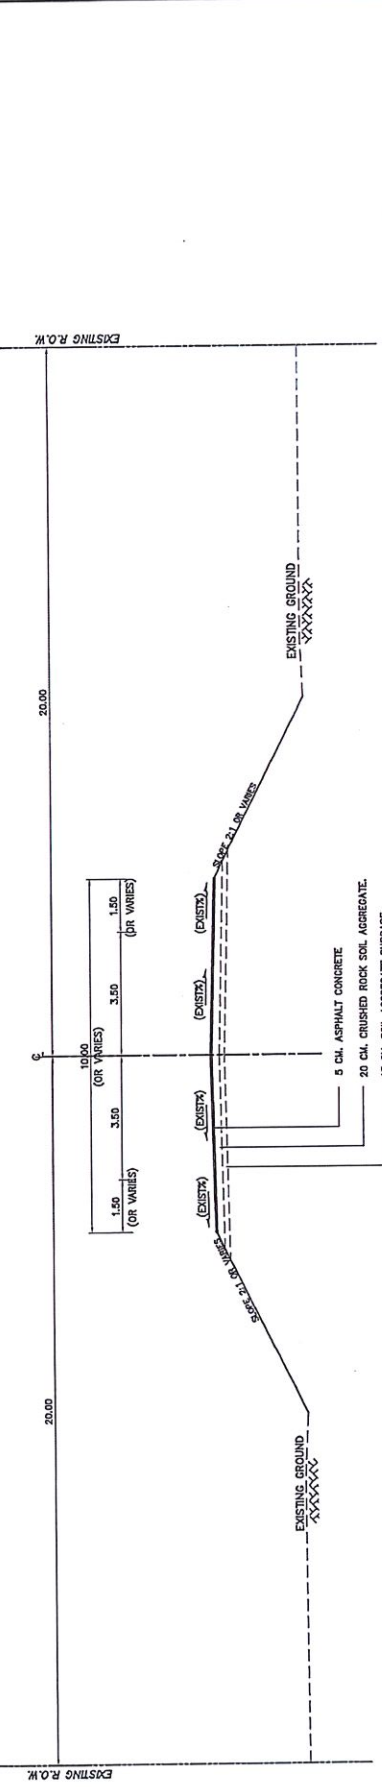 EXISTING R.O.W.
EXISTING R.O.W.
20.00
20.00
℄
10.00
(OR VARIES)
1.50
(OR VARIES)
3.50
3.50
1.50
(OR VARIES)
(EXIST%)
(EXIST%)
(EXIST%)
(EXIST%)
SLOPE 2:1 OR VARIES
SLOPE 2:1 OR VARIES
EXISTING GROUND
EXISTING GROUND
5 CM. ASPHALT CONCRETE
20 CM. CRUSHED ROCK SOIL AGGREGATE.